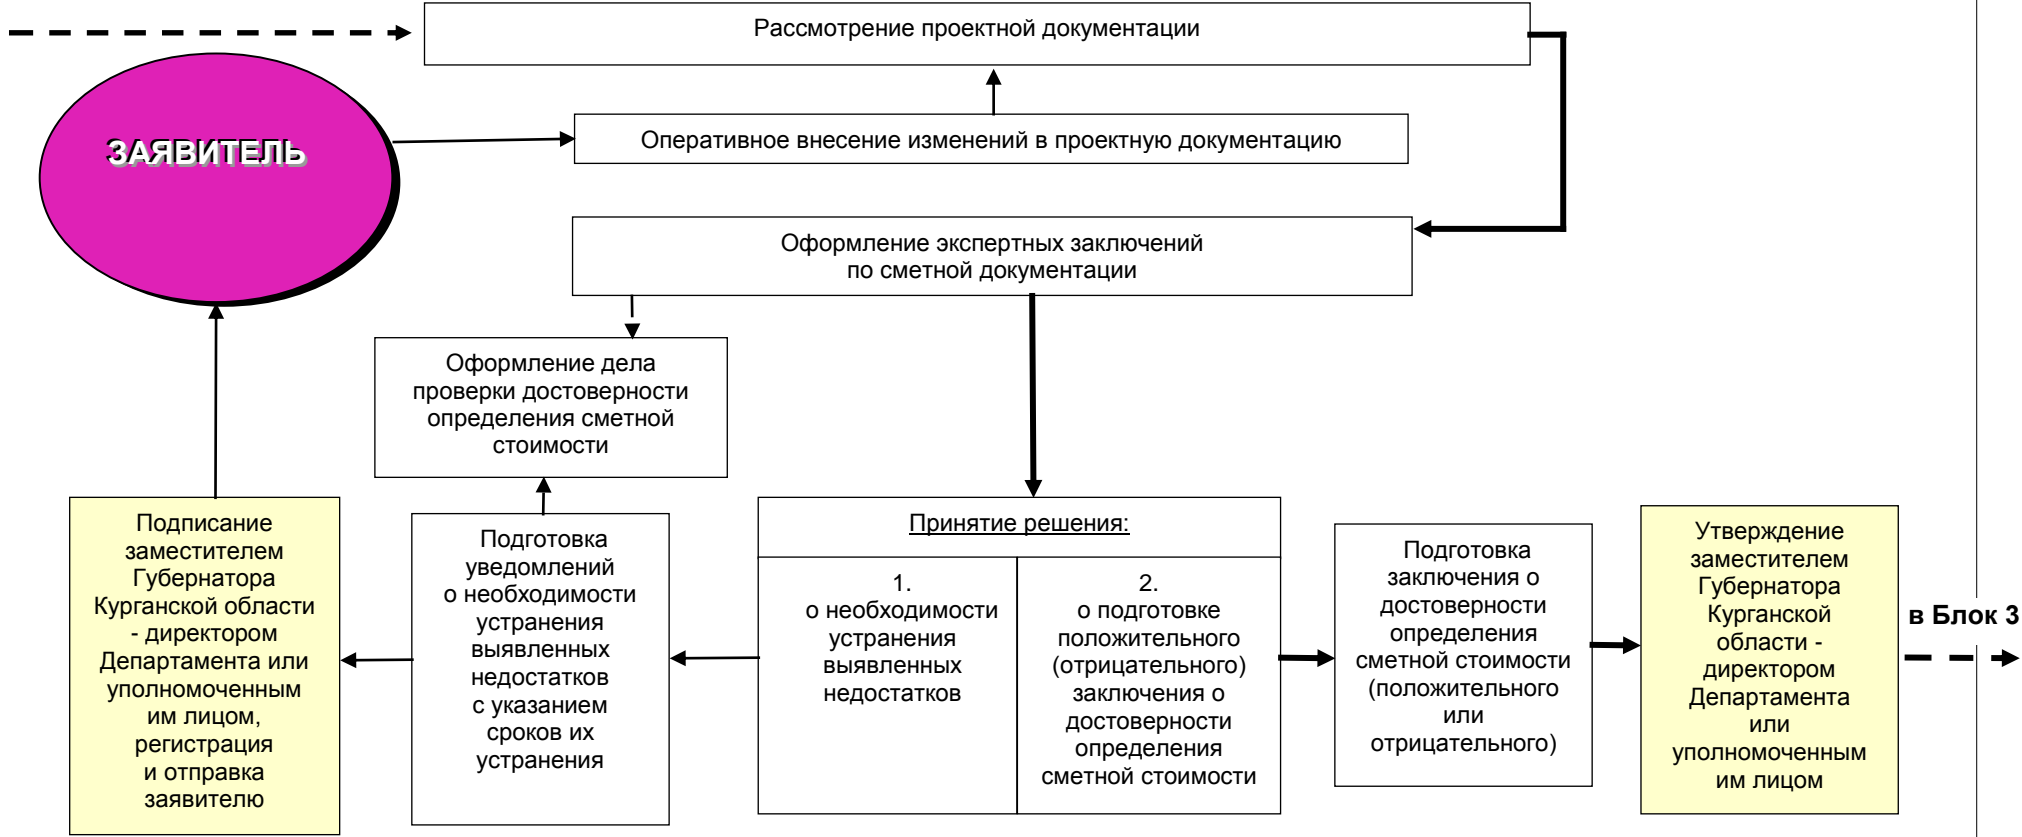 Рассмотрение проектной документации
ЗАЯВИТЕЛЬ
Оперативное внесение изменений в проектную документацию
Оформление экспертных заключений
по сметной документации
Оформление дела
проверки достоверности
определения сметной
стоимости
Подписание
заместителем
Губернатора
Курганской области
- директором
Департамента или
уполномоченным
им лицом,
регистрация
и отправка
заявителю
Подготовка
уведомлений
о необходимости
устранения
выявленных
недостатков
с указанием
сроков их
устранения
Принятие решения:
1.
о необходимости
устранения
выявленных
недостатков
2.
о подготовке
положительного
(отрицательного)
заключения о
достоверности
определения
сметной стоимости
Подготовка
заключения о
достоверности
определения
сметной стоимости
(положительного
или
отрицательного)
Утверждение
заместителем
Губернатора
Курганской
области -
директором
Департамента
или
уполномоченным
им лицом
в Блок 3